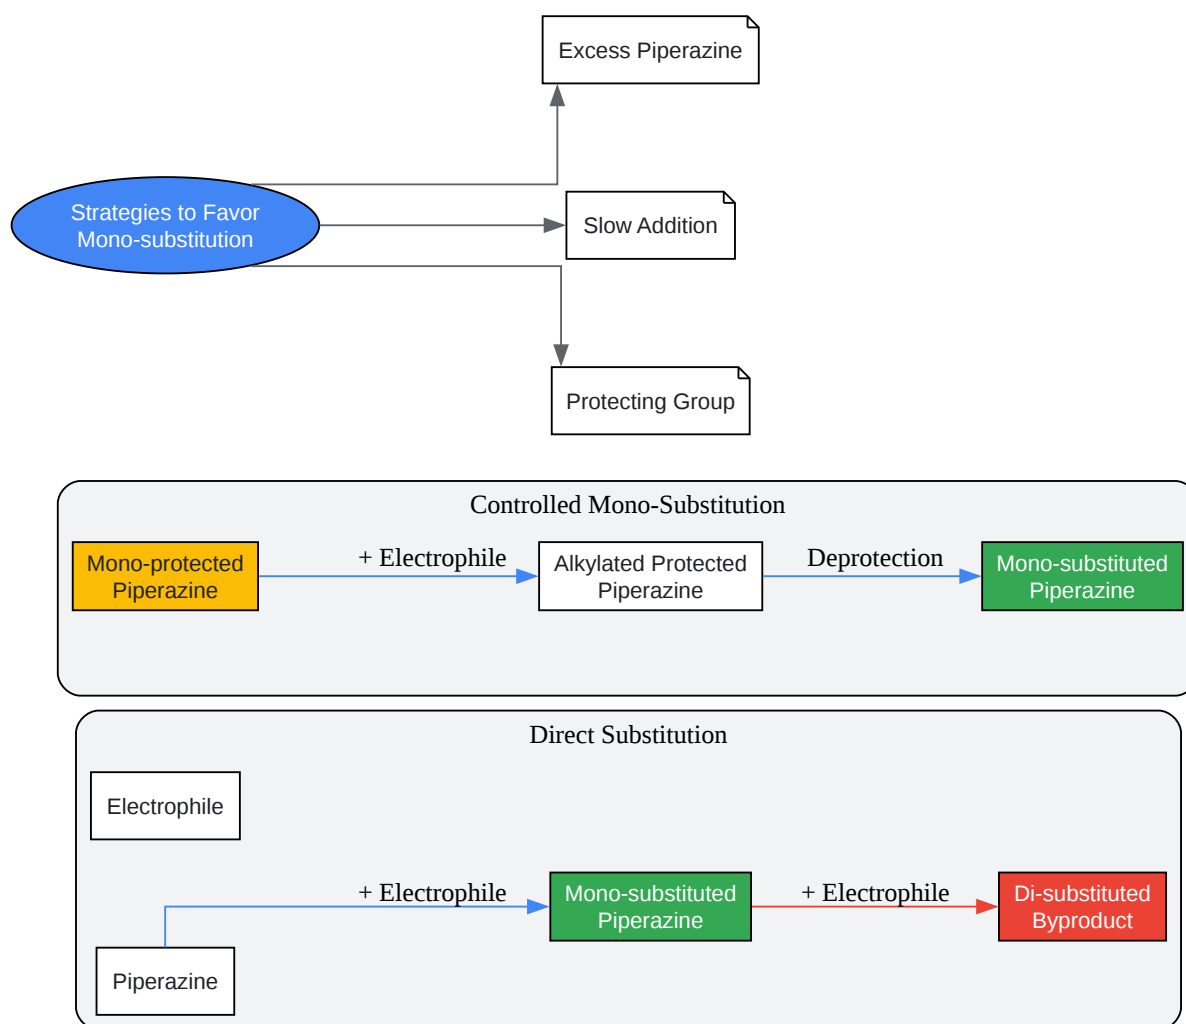 Excess Piperazine
Strategies to Favor
Mono-substitution
Slow Addition
Protecting Group
Controlled Mono-Substitution
Mono-protected
Piperazine
+ Electrophile
Alkylated Protected
Piperazine
Deprotection
Mono-substituted
Piperazine
Direct Substitution
Electrophile
Piperazine
+ Electrophile
Mono-substituted
Piperazine
+ Electrophile
Di-substituted
Byproduct